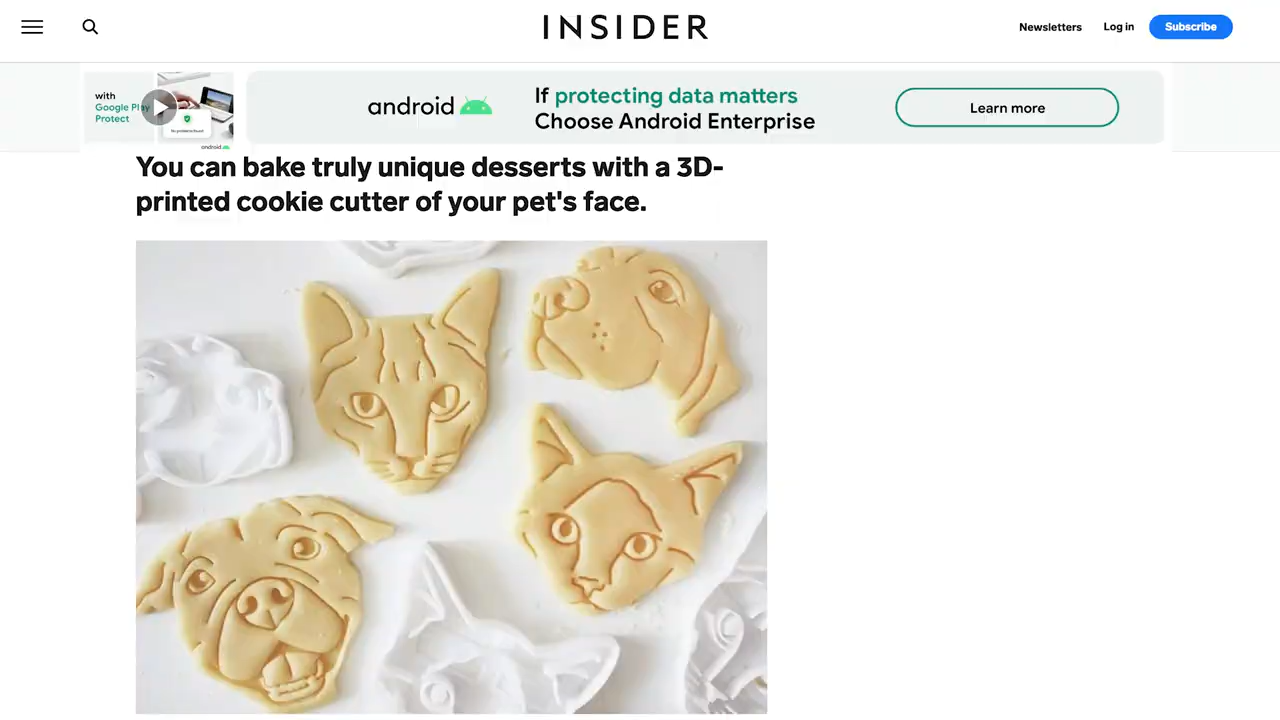 INSIDER
Newsletters
Log in
Subscribe
with
Google Play
Protect
android
android
If protecting data matters
Choose Android Enterprise
Learn more
You can bake truly unique desserts with a 3D-
printed cookie cutter of your pet's face.